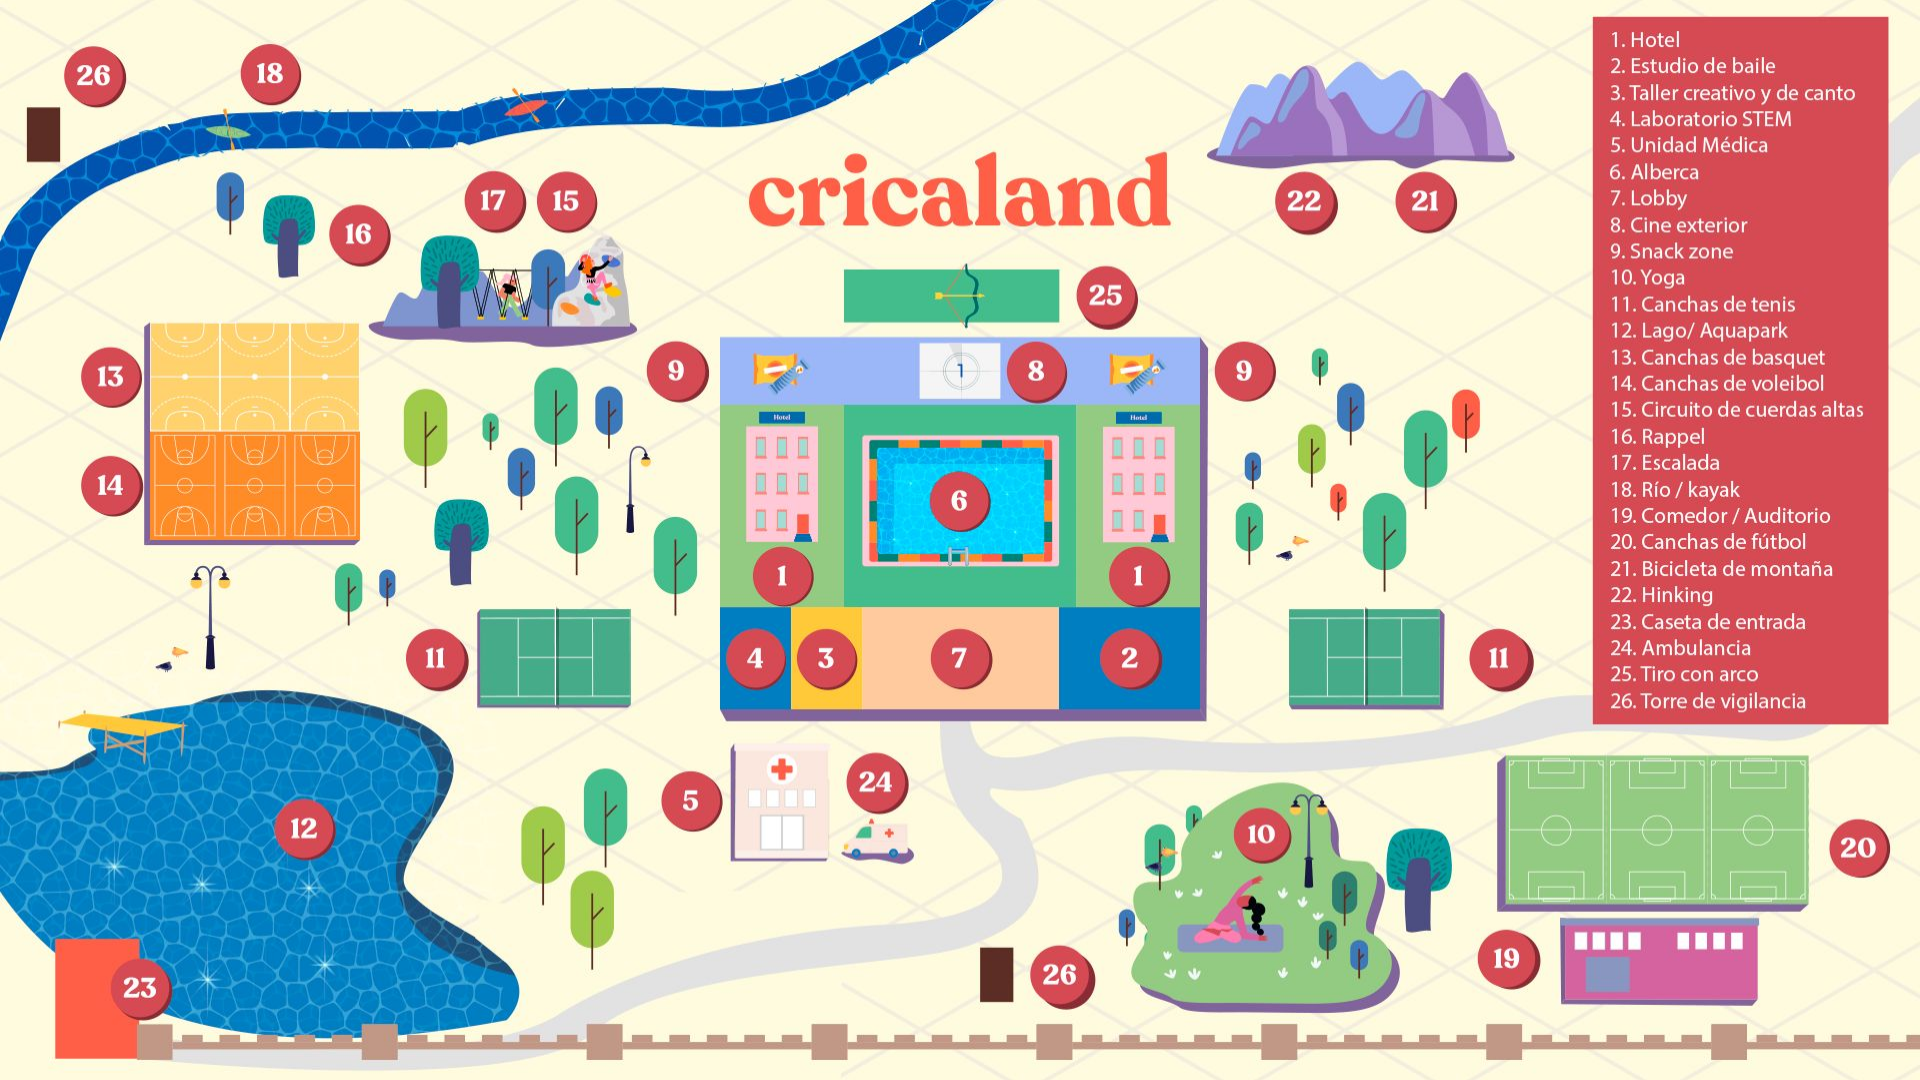 26
18
17
15
16
cricaland
22
21
25
13
9
1
8
9
14
Hotel
Hotel
6
1
1
11
4
3
7
2
11
12
5
24
10
20
23
26
19
1. Hotel
2. Estudio de baile
3. Taller creativo y de canto
4. Laboratorio STEM
5. Unidad Médica
6. Alberca
7. Lobby
8. Cine exterior
9. Snack zone
10. Yoga
11. Canchas de tenis
12. Lago/ Aquapark
13. Canchas de basquet
14. Canchas de voleibol
15. Circuito de cuerdas altas
16. Rappel
17. Escalada
18. Río / kayak
19. Comedor / Auditorio
20. Canchas de fútbol
21. Bicicleta de montaña
22. Hinking
23. Caseta de entrada
24. Ambulancia
25. Tiro con arco
26. Torre de vigilancia